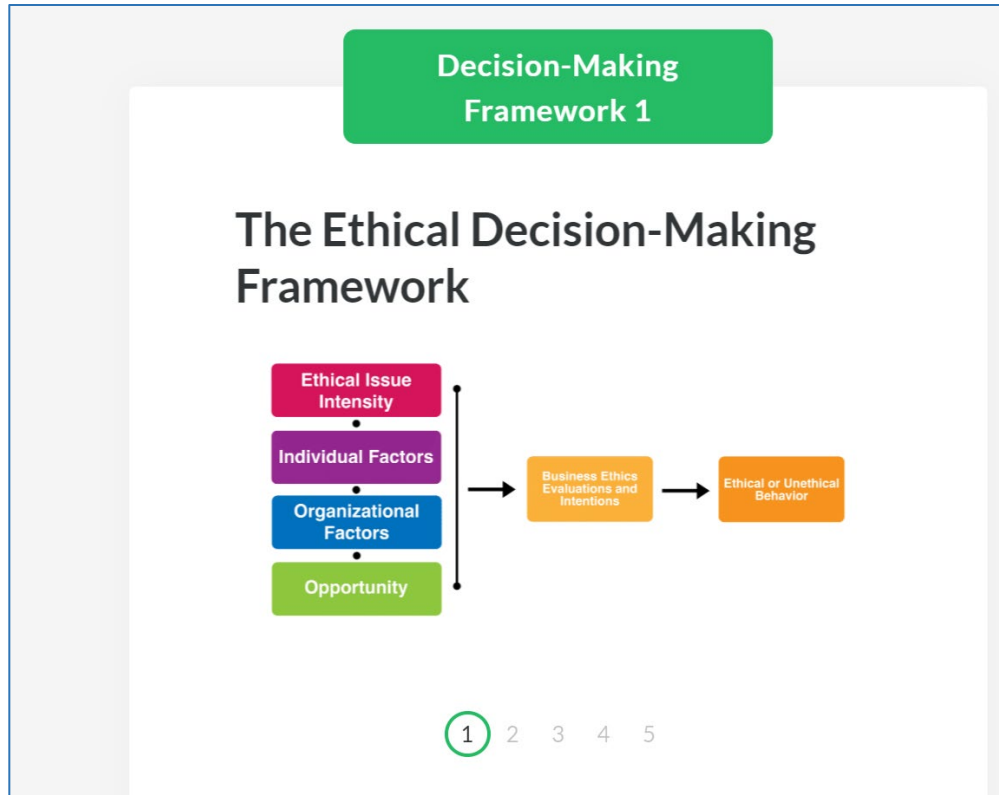 Decision-Making
Framework 1
The Ethical Decision-Making
Framework
Ethical Issue
Intensity
Individual Factors
Organizational
Factors
Opportunity
Business Ethics
Evaluations and
Intentions
Ethical or Unethical
Behavior
1 2 3 4 5